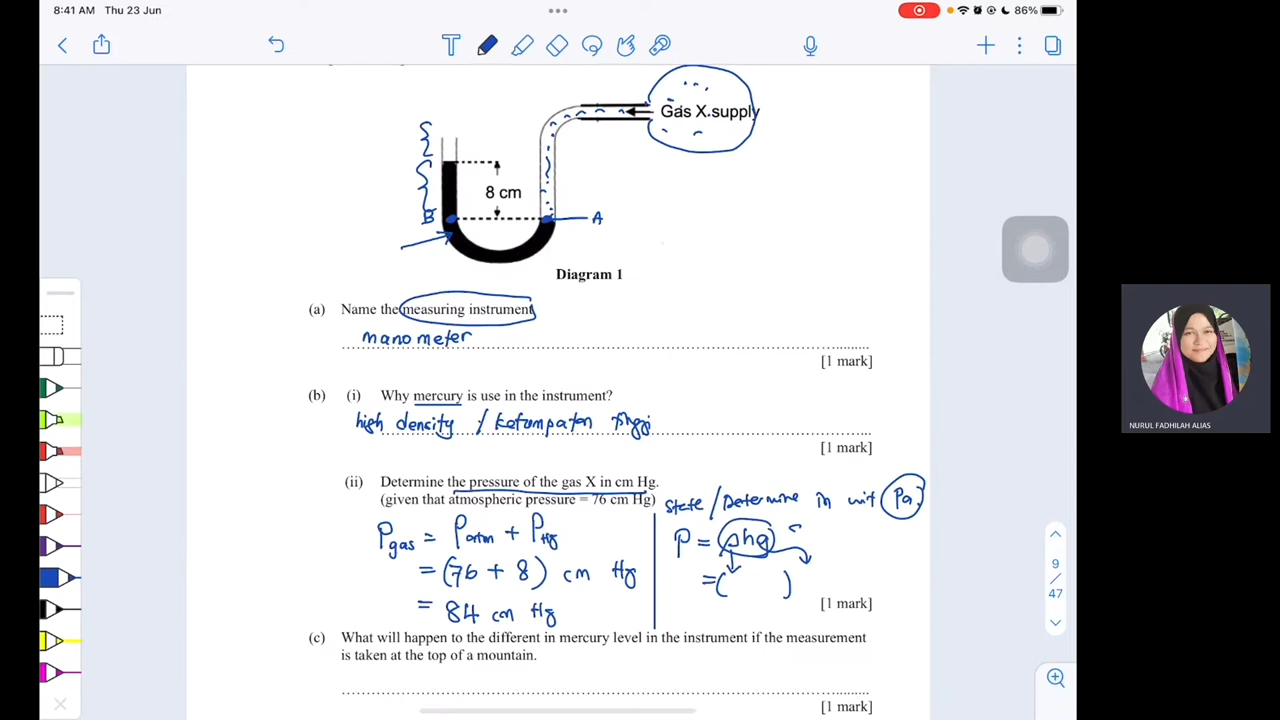 8:41 AM Thu 23 Jun
86%
Gas X supply
8 cm
B
A
Diagram 1
(a) Name the measuring instrument
manometer
[1 mark]
(b) (i) Why mercury is use in the instrument?
high density / ketumpatan tinggi
[1 mark]
(ii) Determine the pressure of the gas X in cm Hg.
(given that atmospheric pressure = 76 cm Hg)
State / Determine in unit Pa.
Pgas = Patm + PHg
= (76 + 8) cm Hg
= 84 cm Hg
P = ρhg
= ( )
[1 mark]
(c) What will happen to the different in mercury level in the instrument if the measurement
is taken at the top of a mountain.
[1 mark]
9
/
47
NURUL FADHILAH ALIAS